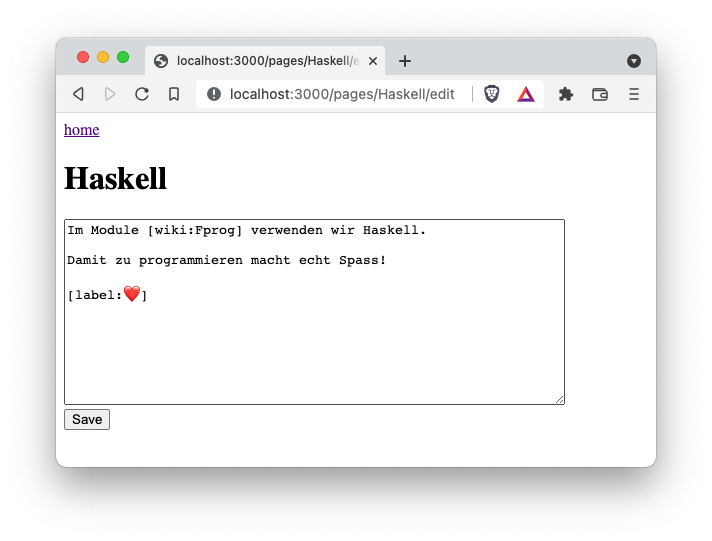 localhost:3000/pages/Haskell/e
localhost:3000/pages/Haskell/edit
home
Haskell
Im Module [wiki:Fprog] verwenden wir Haskell.
Damit zu programmieren macht echt Spass!
[label:❤️]
Save